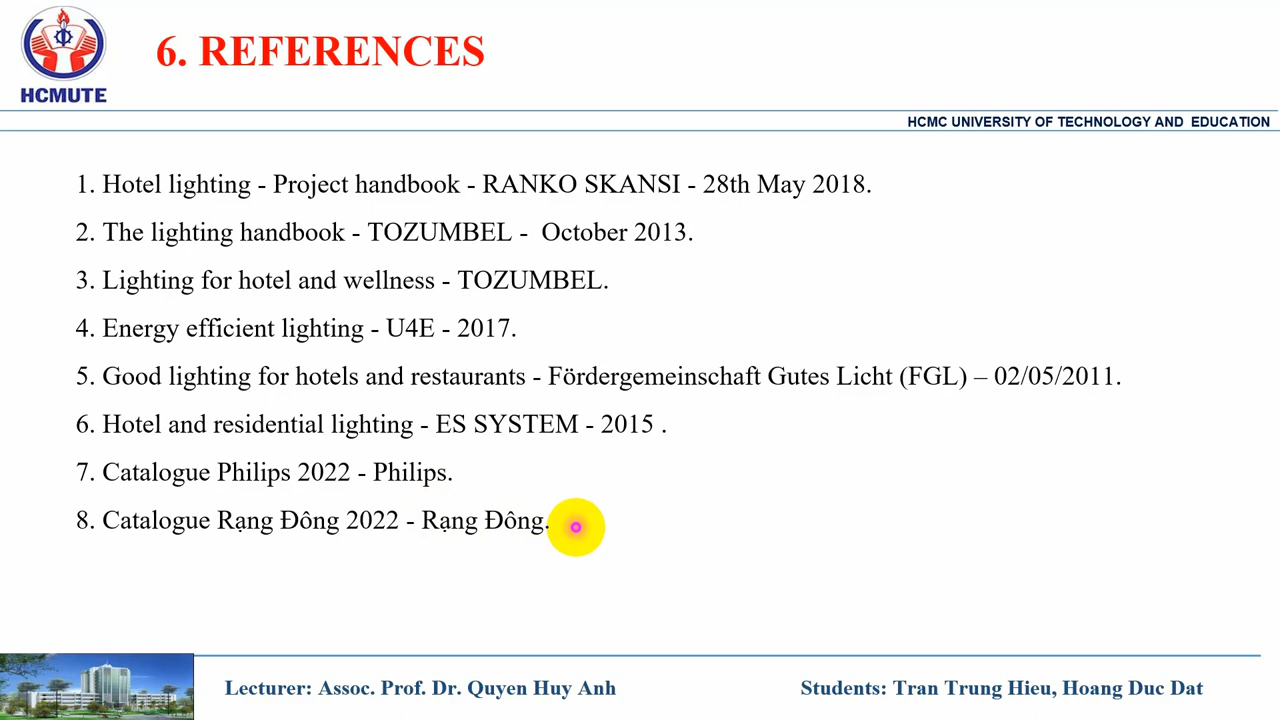 6. REFERENCES
HCMUTE
HCMC UNIVERSITY OF TECHNOLOGY AND EDUCATION
1. Hotel lighting - Project handbook - RANKO SKANSI - 28th May 2018.
2. The lighting handbook - TOZUMBEL - October 2013.
3. Lighting for hotel and wellness - TOZUMBEL.
4. Energy efficient lighting - U4E - 2017.
5. Good lighting for hotels and restaurants - Fördergemeinschaft Gutes Licht (FGL) – 02/05/2011.
6. Hotel and residential lighting - ES SYSTEM - 2015 .
7. Catalogue Philips 2022 - Philips.
8. Catalogue Rạng Đông 2022 - Rạng Đông.
Lecturer: Assoc. Prof. Dr. Quyen Huy Anh
Students: Tran Trung Hieu, Hoang Duc Dat